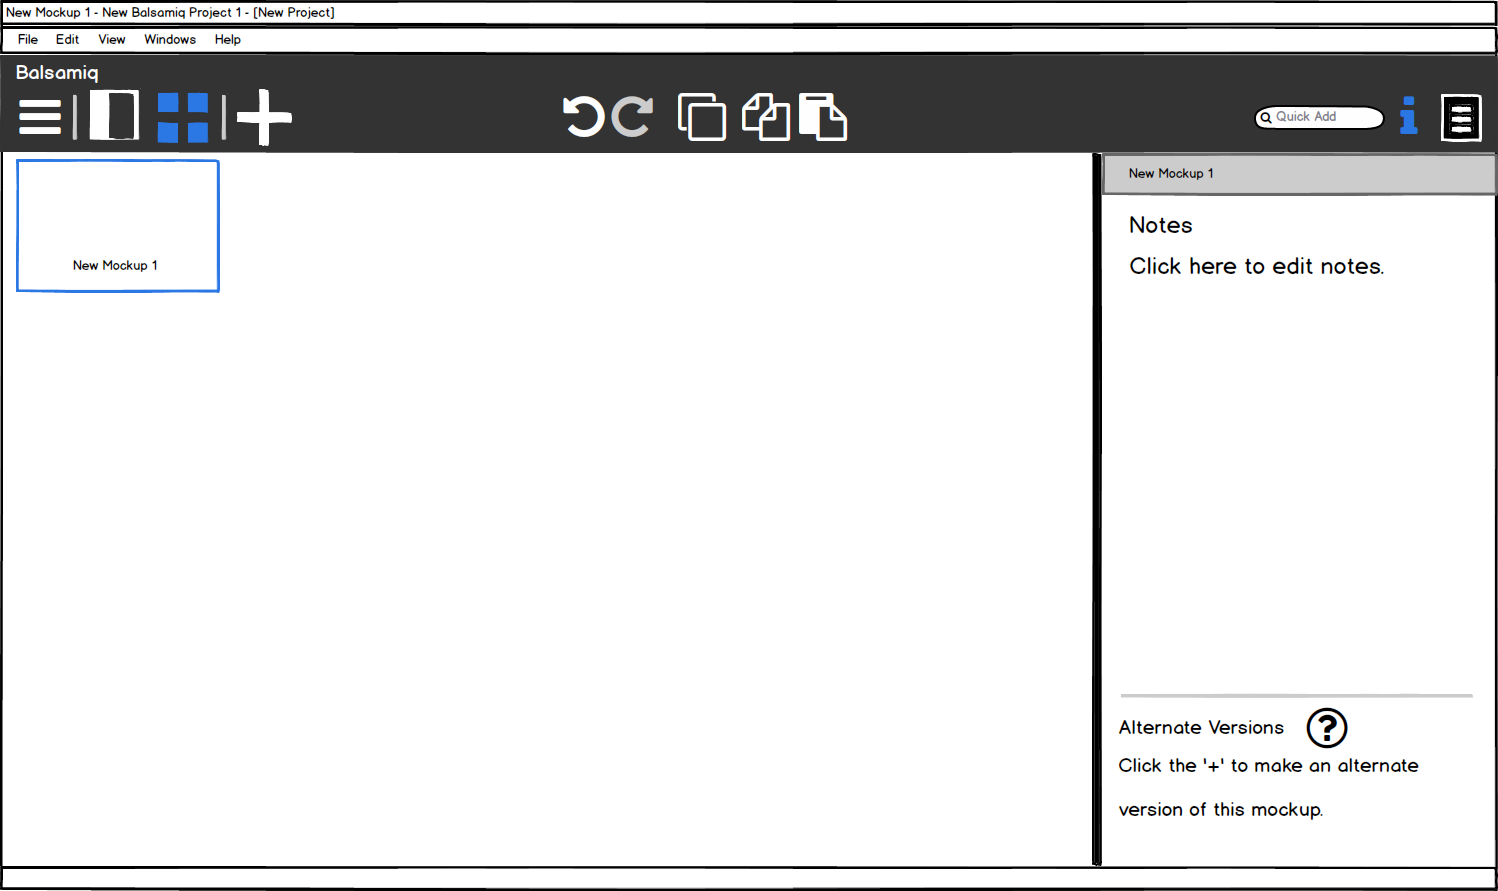 New Mockup 1 - New Balsamiq Project 1 - [New Project]
File Edit View Windows Help
Balsamiq
Quick Add
New Mockup 1
New Mockup 1
Notes
Click here to edit notes.
Alternate Versions ?
Click the '+' to make an alternate
version of this mockup.